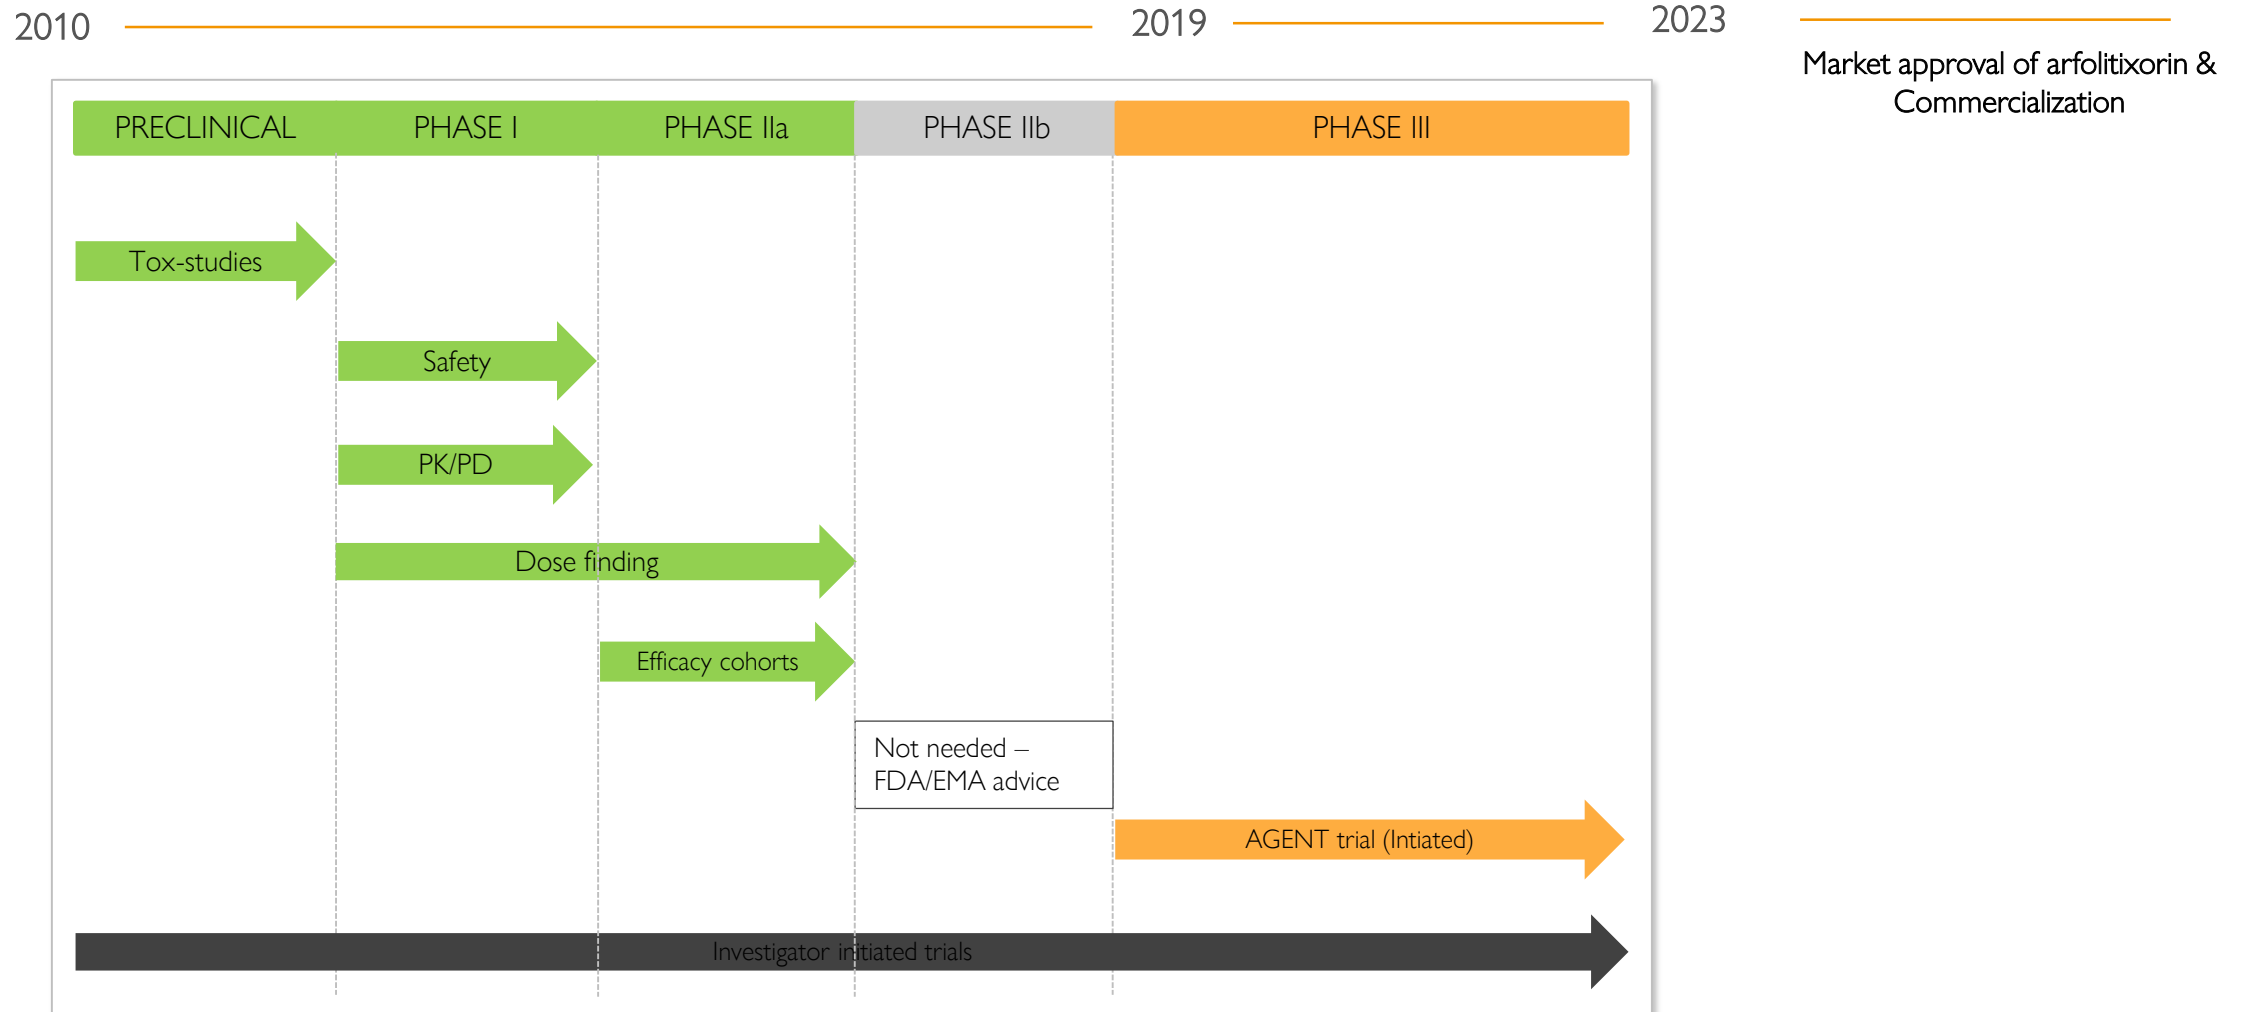 2010
2019
2023
Market approval of arfolitixorin &
Commercialization
PRECLINICAL
PHASE I
PHASE IIa
PHASE IIb
PHASE III
Tox-studies
Safety
PK/PD
Dose finding
Efficacy cohorts
Not needed –
FDA/EMA advice
AGENT trial (Intiated)
Investigator initiated trials